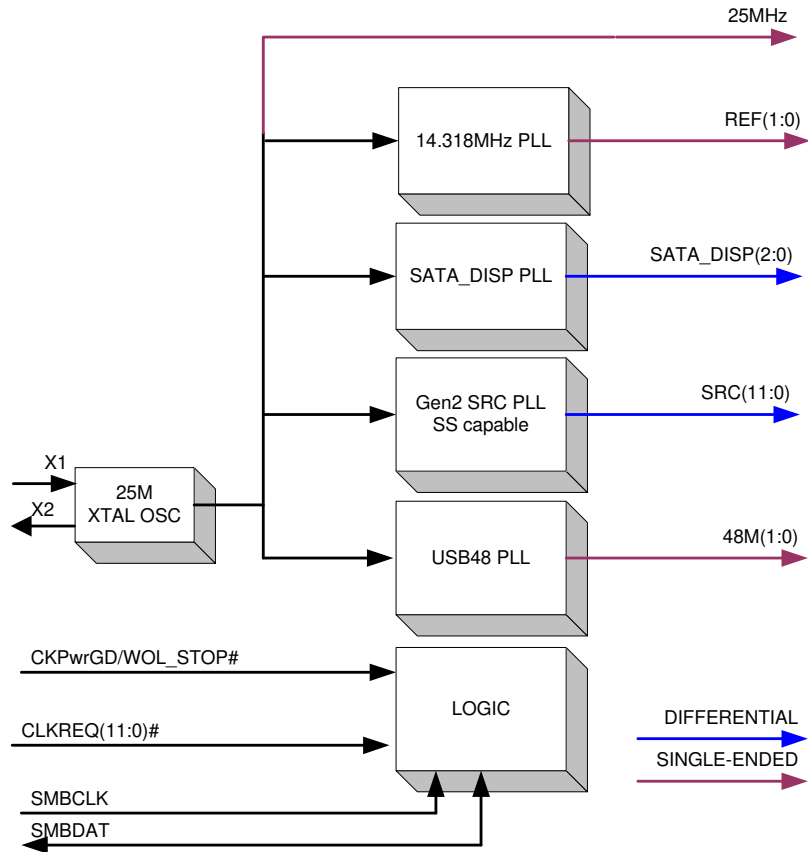 25MHz
14.318MHz PLL
REF(1:0)
SATA_DISP PLL
SATA_DISP(2:0)
Gen2 SRC PLL
SS capable
SRC(11:0)
X1
X2
25M
XTAL OSC
USB48 PLL
48M(1:0)
CKPwrGD/WOL_STOP#
CLKREQ(11:0)#
LOGIC
SMBCLK
SMBDAT
DIFFERENTIAL
SINGLE-ENDED